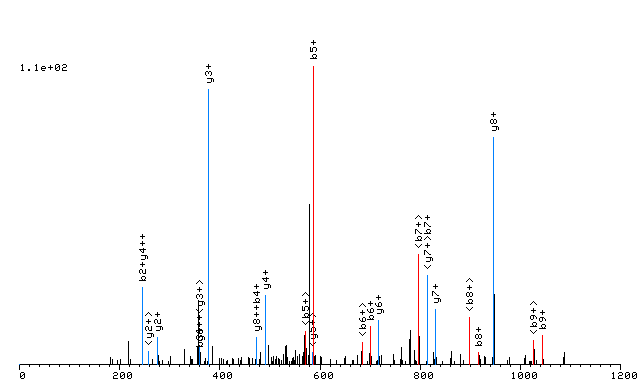 1.1e+02
b2+y4++
y2+◇
y2+
y3+◇
y3+
y8++b4+
y4+
b5+◇
y5+◇
b5+
b6+◇
b6+
y6+
b7+◇
y7+◇b7+
y7+
b8+◇
b8+
y8+
b9+◇
b9+
0 200 400 600 800 1000 1200